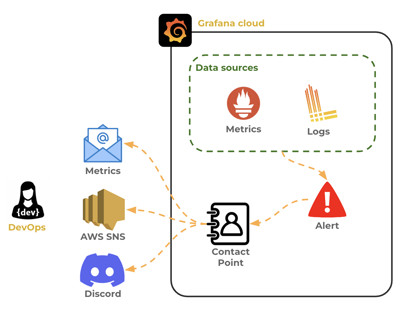 Grafana cloud
Data sources
Metrics
Logs
@
Metrics
{dev}
DevOps
AWS SNS
Contact
Point
!
Alert
Discord